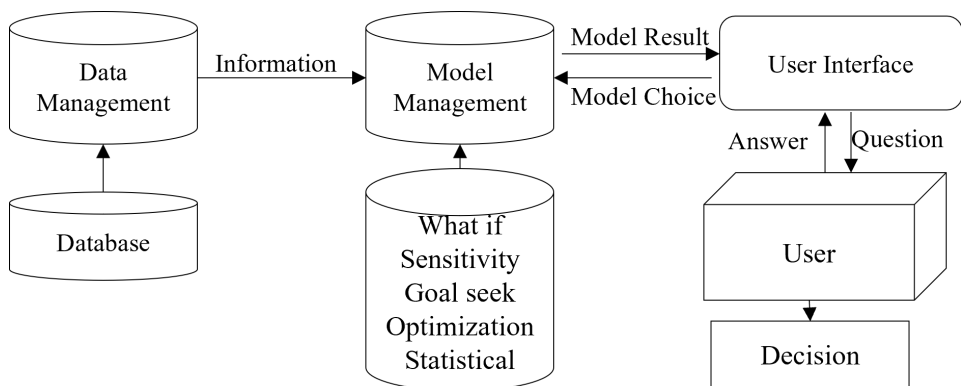 Data
Management
Information
Model
Management
Model Result
Model Choice
User Interface
Answer
Question
Database
What if
Sensitivity
Goal seek
Optimization
Statistical
User
Decision